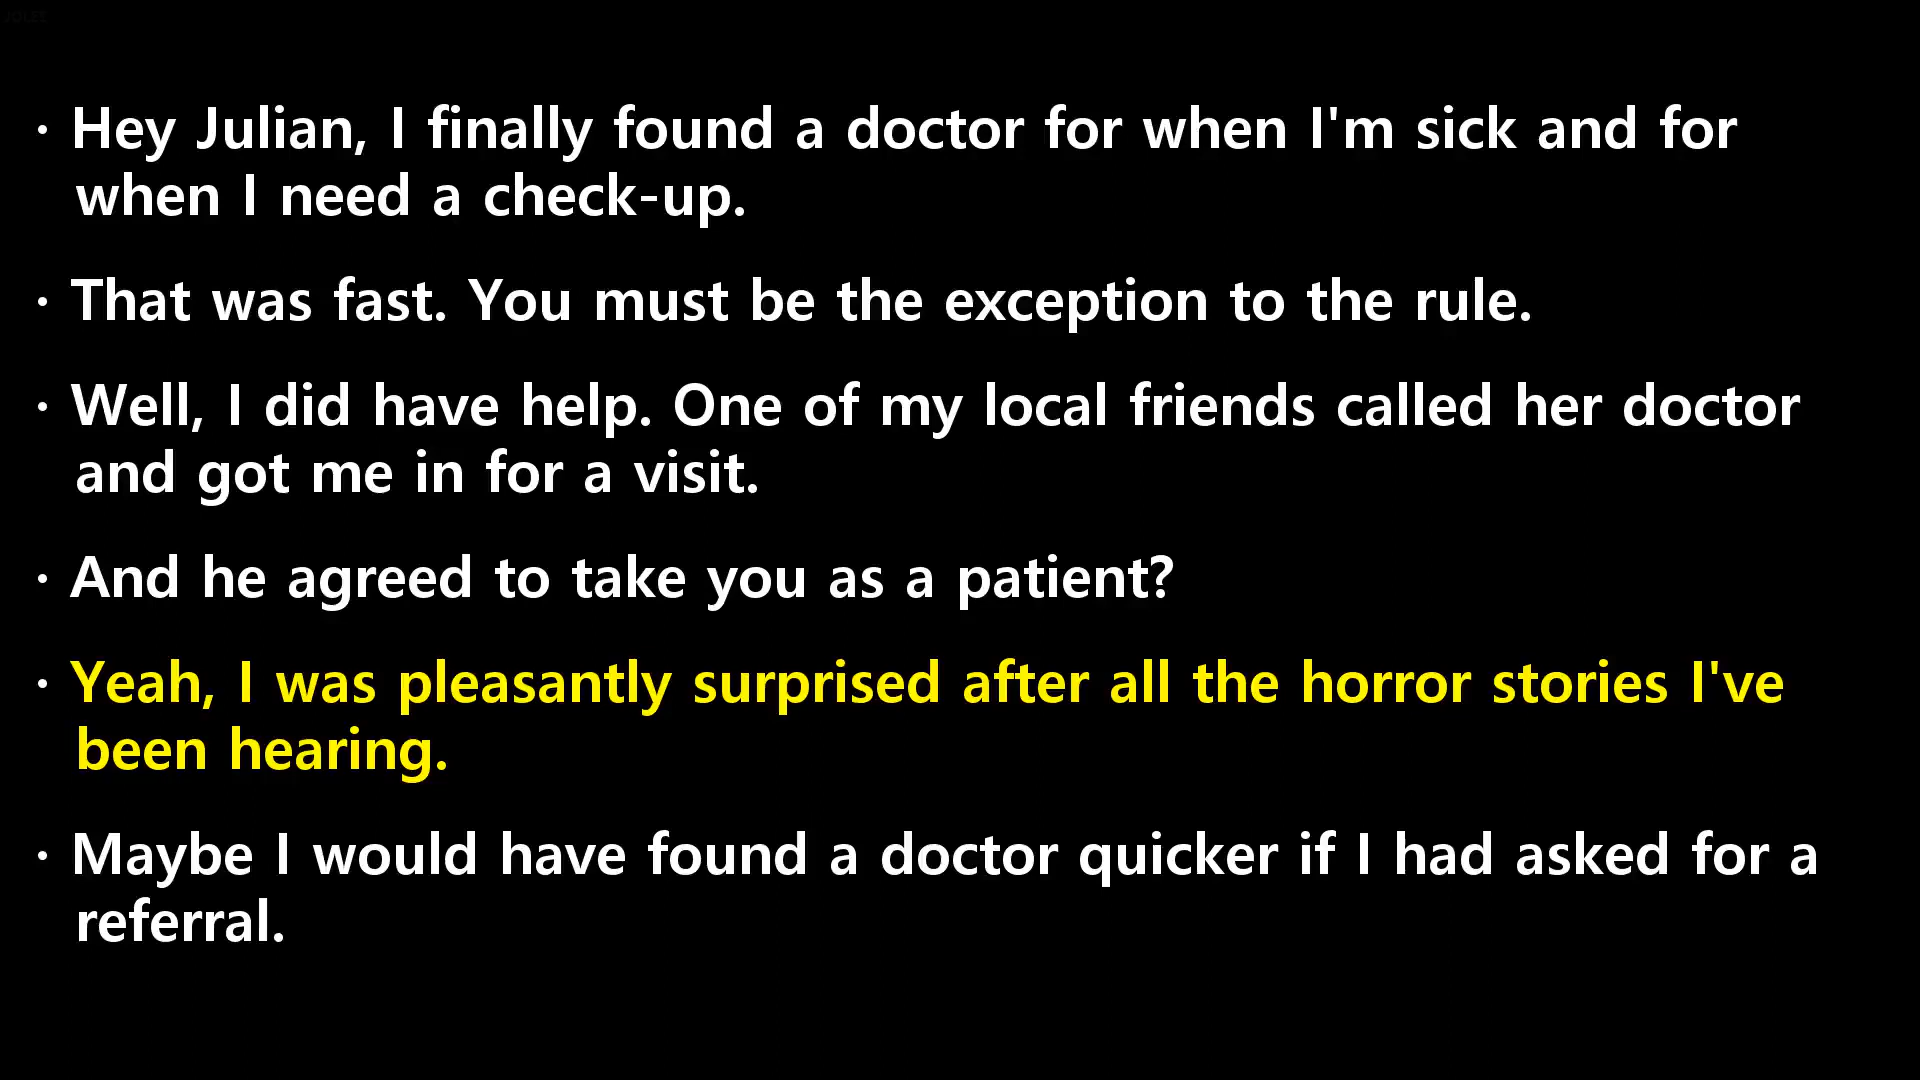 JOLEE
· Hey Julian, I finally found a doctor for when I'm sick and for
when I need a check-up.
· That was fast. You must be the exception to the rule.
· Well, I did have help. One of my local friends called her doctor
and got me in for a visit.
· And he agreed to take you as a patient?
· Yeah, I was pleasantly surprised after all the horror stories I've
been hearing.
· Maybe I would have found a doctor quicker if I had asked for a
referral.